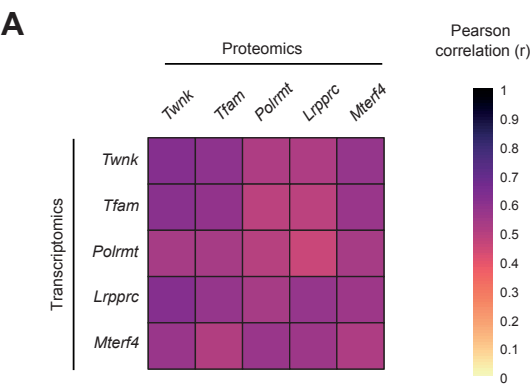 A
Pearson
correlation (r)
Proteomics
Twnk Tfam Polrmt Lrpprc Mterf4
Transcriptomics
Twnk
Tfam
Polrmt
Lrpprc
Mterf4
1
0.9
0.8
0.7
0.6
0.5
0.4
0.3
0.2
0.1
0